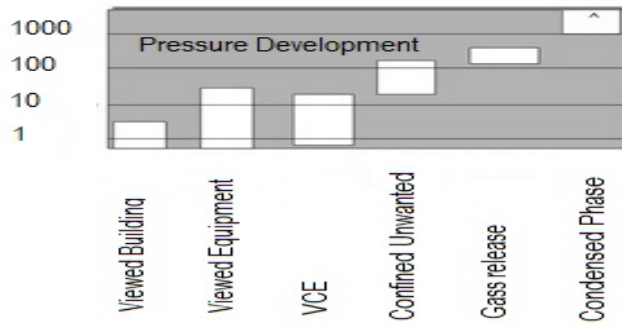 1000
Pressure Development
100
10
1
Viewed Building
Viewed Equipment
VCE
Confined Unwanted
Gass release
Condensed Phase